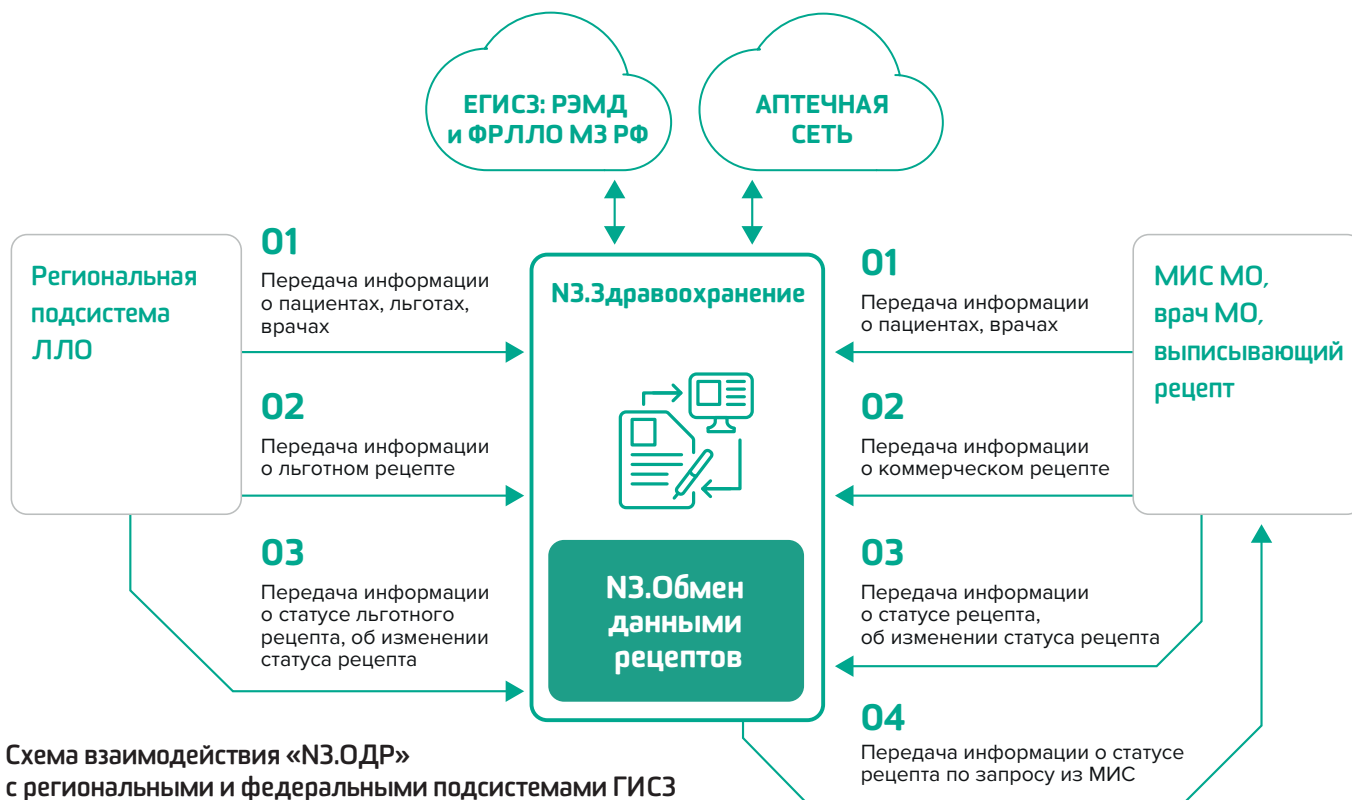 ЕГИСЗ: РЭМД
и ФРЛЛО МЗ РФ
АПТЕЧНАЯ
СЕТЬ
Региональная
подсистема
ЛЛО
01
Передача информации
о пациентах, льготах,
врачах
02
Передача информации
о льготном рецепте
03
Передача информации
о статусе льготного
рецепта, об изменении
статуса рецепта
N3.Здравоохранение
N3.Обмен
данными
рецептов
01
Передача информации
о пациентах, врачах
02
Передача информации
о коммерческом рецепте
03
Передача информации
о статусе рецепта,
об изменении статуса рецепта
04
Передача информации о статусе
рецепта по запросу из МИС
МИС МО,
врач МО,
выписывающий
рецепт
Схема взаимодействия «N3.ОДР»
с региональными и федеральными подсистемами ГИСЗ